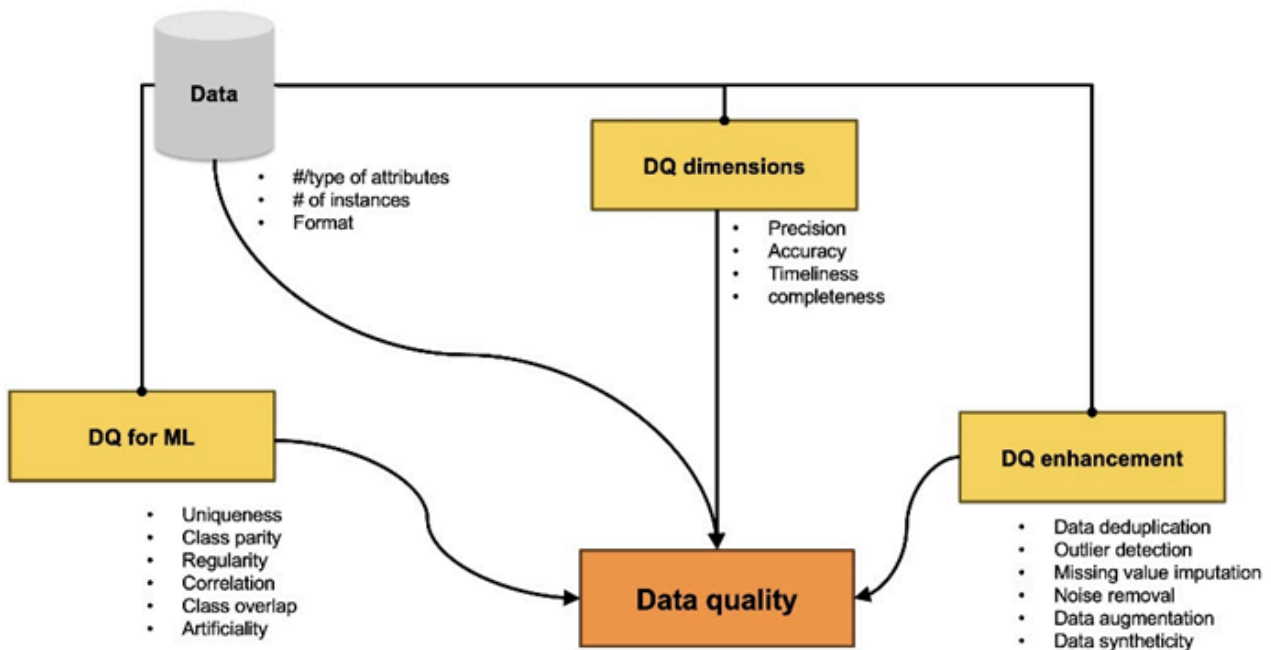 Data
#/type of attributes
# of instances
Format
DQ dimensions
Precision
Accuracy
Timeliness
completeness
DQ for ML
Uniqueness
Class parity
Regularity
Correlation
Class overlap
Artificiality
DQ enhancement
Data deduplication
Outlier detection
Missing value imputation
Noise removal
Data augmentation
Data syntheticity
Data quality